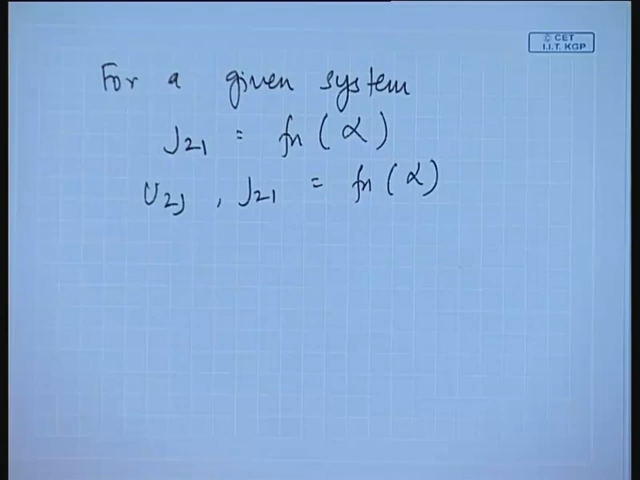 © CET
I.I.T. KGP
For a given system
J21 = fn (α)
U2J , J21 = fn (α)